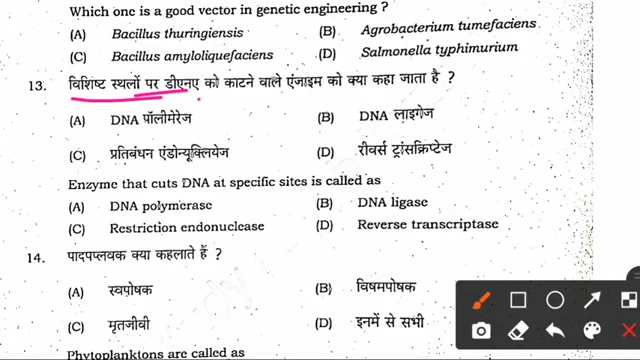 Which one is a good vector in genetic engineering ?
(A) Bacillus thuringiensis (B) Agrobacterium tumefaciens
(C) Bacillus amyloliquefaciens (D) Salmonella typhimurium
13. विशिष्ट स्थलों पर डीएनए को काटने वाले एंजाइम को क्या कहा जाता है ?
(A) DNA पॉलीमेरेज (B) DNA लाइगेज
(C) प्रतिबंधन एंडोन्यूक्लियेज (D) रीवर्स ट्रांसक्रिप्टेज
Enzyme that cuts DNA at specific sites is called as
(A) DNA polymerase (B) DNA ligase
(C) Restriction endonuclease (D) Reverse transcriptase
14. पादपप्लवक क्या कहलाते हैं ?
(A) स्वपोषक (B) विषमपोषक
(C) मृतजीवी (D) इनमें से सभी
Phytoplanktons are called as